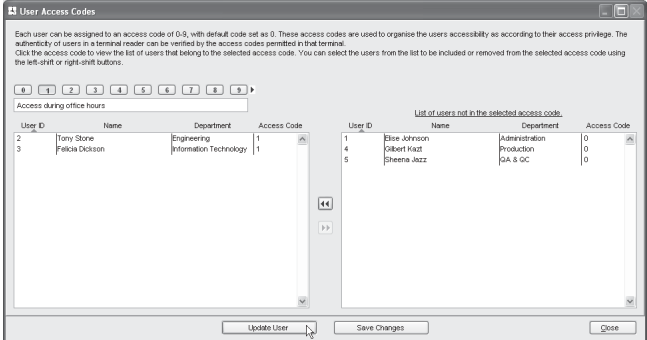 User Access Codes
Each user can be assigned to an access code of 0-9, with default code set as 0. These access codes are used to organise the users accessibility as according to their access privilege. The
authenticity of users in a terminal reader can be verified by the access codes permitted in that
terminal.
Click the access code to view the list of users that belong to the selected access code. You can select the users from the list to be included or removed from the selected access code using
the left-shift or right-shift buttons.
0 1 2 3 4 5 6 7 8 9
Access during office hours
List of users not in the selected access code.
User ID Name Department Access Code User ID Name Department Access Code
2 Tony Stone Engineering 1 1 Elise Johnson Administration 0
3 Felicia Dickson Information Technology 1 4 Gilbert Kazt Production 0
5 Sheena Jazz QA & QC 0
Update User Save Changes Close